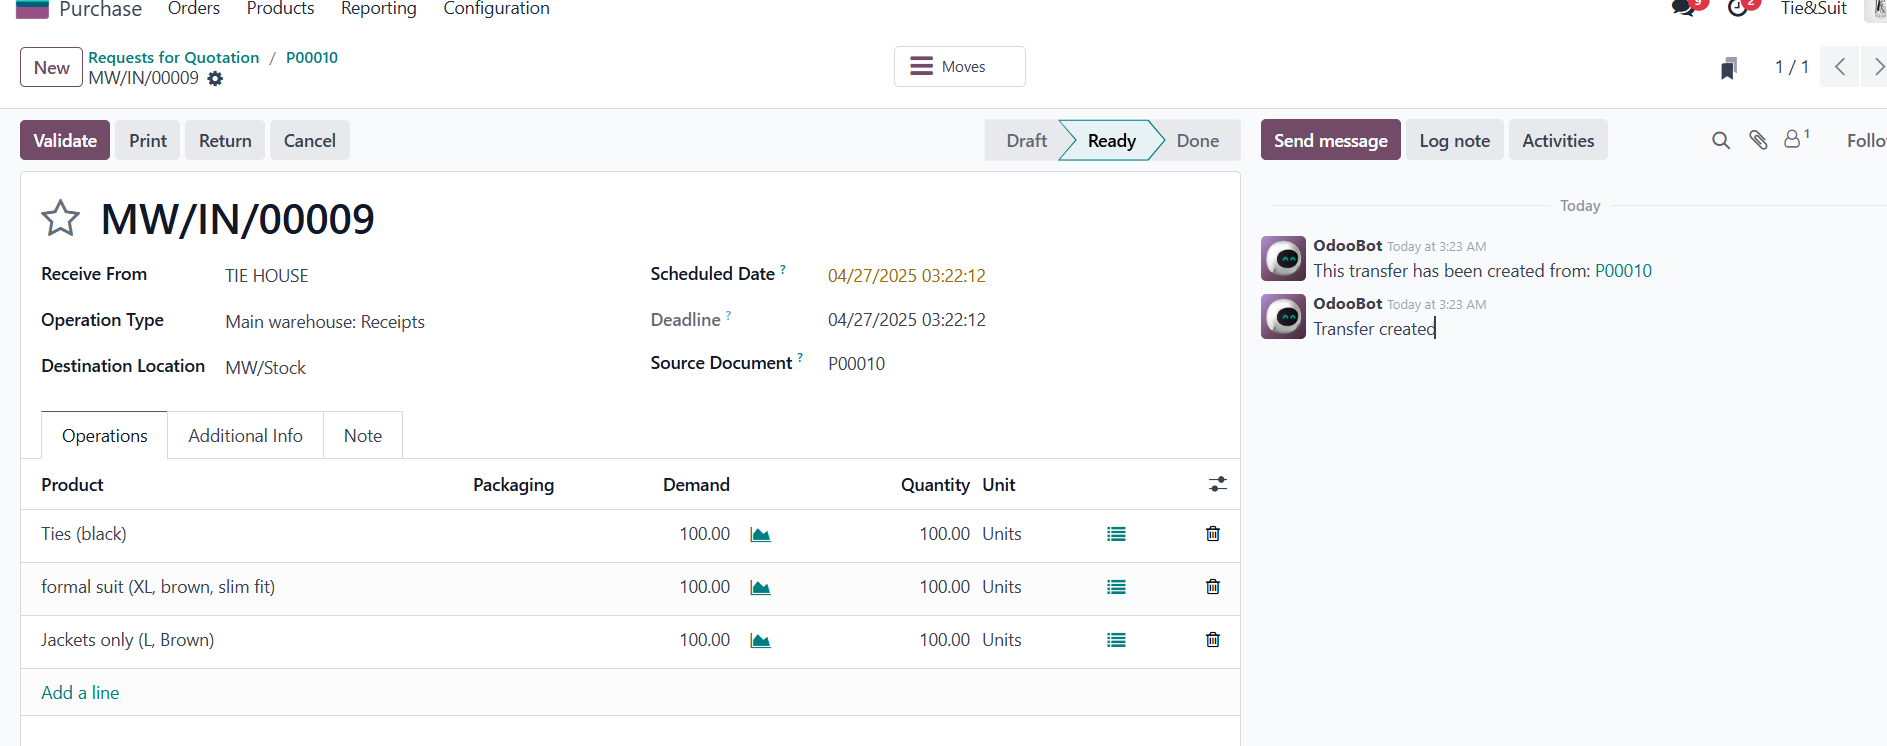 Purchase Orders Products Reporting Configuration 9 2 Tie&Suit
New Requests for Quotation / P00010
MW/IN/00009
Moves
1 / 1
Validate Print Return Cancel Draft Ready Done Send message Log note Activities 1 Follo
MW/IN/00009
Receive From TIE HOUSE
Operation Type Main warehouse: Receipts
Destination Location MW/Stock
Scheduled Date ? 04/27/2025 03:22:12
Deadline ? 04/27/2025 03:22:12
Source Document ? P00010
Operations Additional Info Note
Product Packaging Demand Quantity Unit
Ties (black) 100.00 100.00 Units
formal suit (XL, brown, slim fit) 100.00 100.00 Units
Jackets only (L, Brown) 100.00 100.00 Units
Add a line
Today
OdooBot Today at 3:23 AM
This transfer has been created from: P00010
OdooBot Today at 3:23 AM
Transfer created